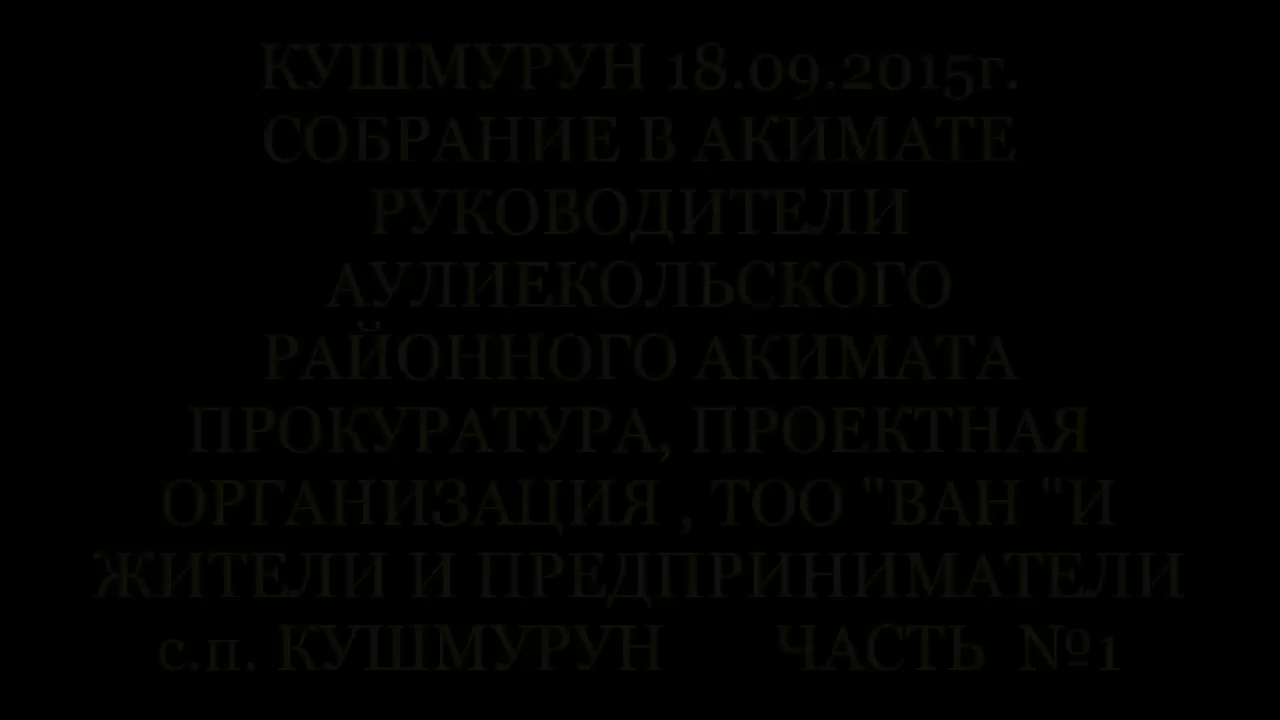 КУШМУРУН 18.09.2015г.
СОБРАНИЕ В АКИМАТЕ
РУКОВОДИТЕЛИ
АУЛИЕКОЛЬСКОГО
РАЙОННОГО АКИМАТА
ПРОКУРАТУРА, ПРОЕКТНАЯ
ОРГАНИЗАЦИЯ , ТОО "ВАН "И
ЖИТЕЛИ И ПРЕДПРИНИМАТЕЛИ
с.п. КУШМУРУН ЧАСТЬ №1